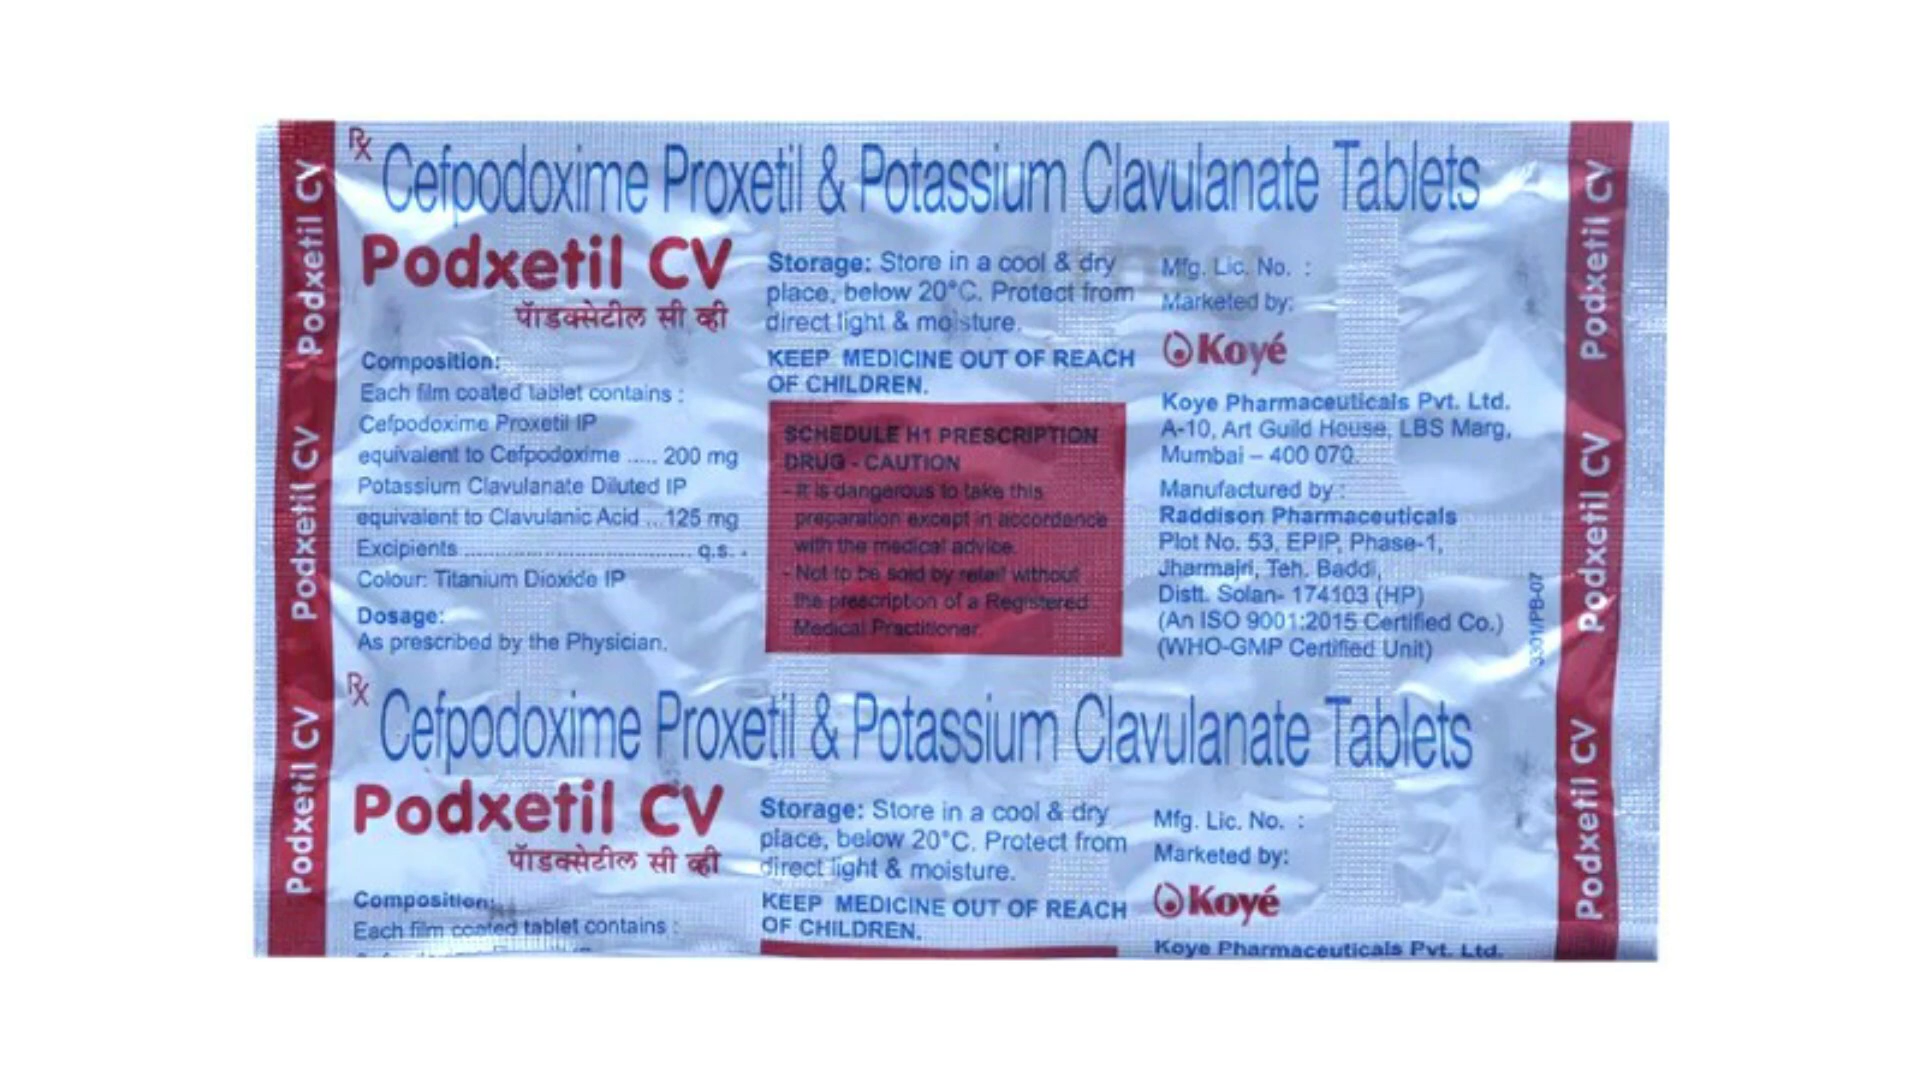 Rx Cefpodoxime Proxetil & Potassium Clavulanate Tablets
Podxetil CV
पॅाडक्सेटील सी व्ही
Composition:
Each film coated tablet contains :
Cefpodoxime Proxetil IP
equivalent to Cefpodoxime ..... 200 mg
Potassium Clavulanate Diluted IP
equivalent to Clavulanic Acid ... 125 mg
Excipients ...................................... q.s.
Colour: Titanium Dioxide IP
Dosage:
As prescribed by the Physician.
Storage: Store in a cool & dry
place, below 20°C. Protect from
direct light & moisture.
KEEP MEDICINE OUT OF REACH
OF CHILDREN.
SCHEDULE H1 PRESCRIPTION
DRUG - CAUTION
- It is dangerous to take this
preparation except in accordance
with the medical advice.
- Not to be sold by retail without
the prescription of a Registered
Medical Practitioner.
Mfg. Lic. No. :
Marketed by:
Koyé
Koye Pharmaceuticals Pvt. Ltd.
A-10, Art Guild House, LBS Marg,
Mumbai – 400 070.
Manufactured by :
Raddison Pharmaceuticals
Plot No. 53, EPIP, Phase-1,
Jharmajri, Teh. Baddi,
Distt. Solan- 174103 (HP)
(An ISO 9001:2015 Certified Co.)
(WHO-GMP Certified Unit)
3301/PB-07
Rx Cefpodoxime Proxetil & Potassium Clavulanate Tablets
Podxetil CV
पॅाडक्सेटील सी व्ही
Composition:
Each film coated tablet contains :
Storage: Store in a cool & dry
place, below 20°C. Protect from
direct light & moisture.
KEEP MEDICINE OUT OF REACH
OF CHILDREN.
Mfg. Lic. No. :
Marketed by:
Koyé
Koye Pharmaceuticals Pvt. Ltd.
Podxetil CV
Podxetil CV
Podxetil CV
Podxetil CV
Podxetil CV
Podxetil CV